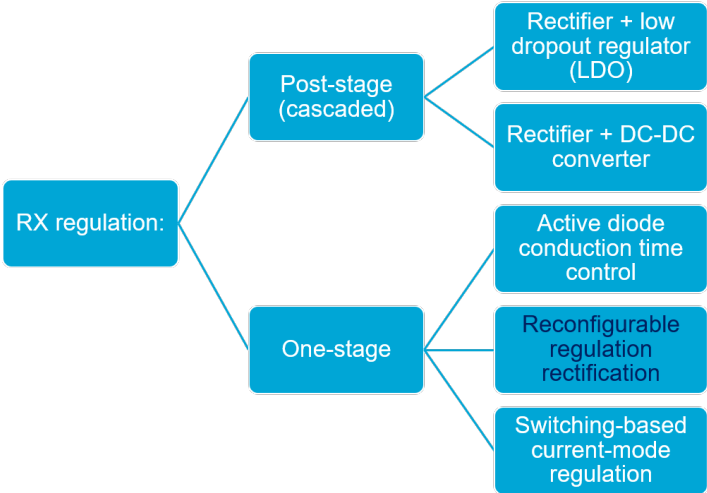 RX regulation:
Post-stage
(cascaded)
One-stage
Rectifier + low
dropout regulator
(LDO)
Rectifier + DC-DC
converter
Active diode
conduction time
control
Reconfigurable
regulation
rectification
Switching-based
current-mode
regulation